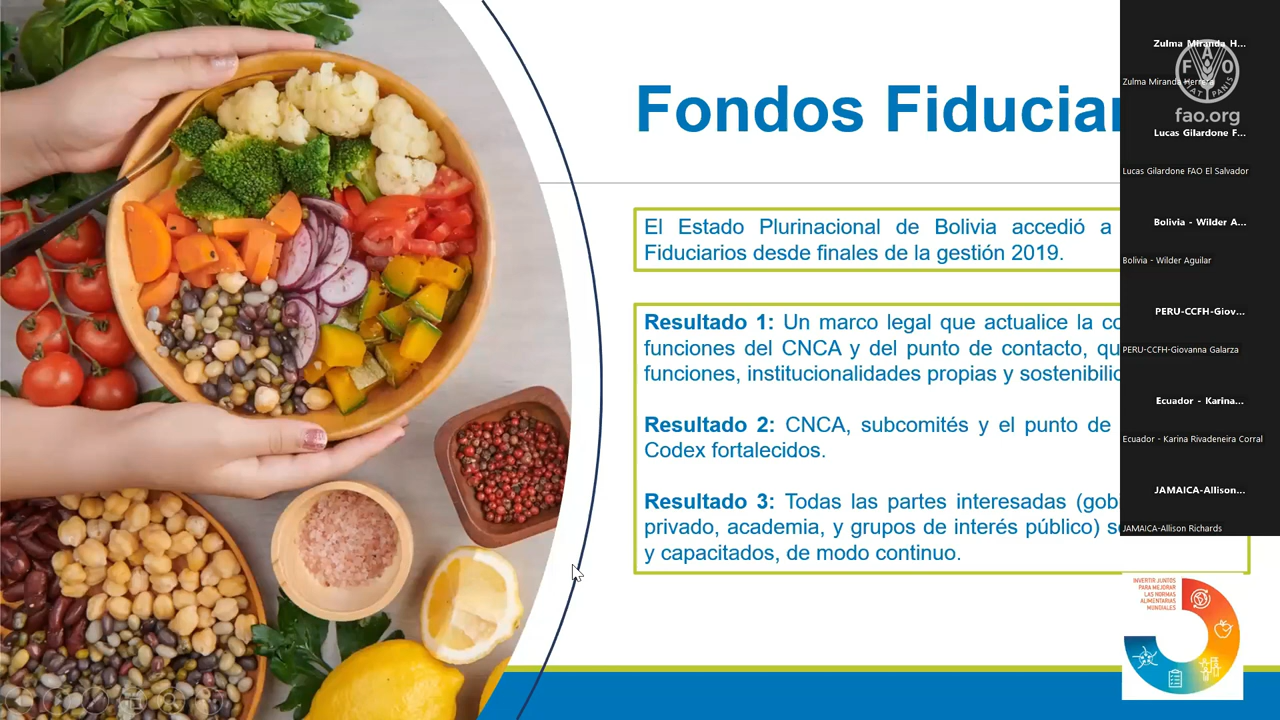 Fondos Fiduciar
El Estado Plurinacional de Bolivia accedió a
Fiduciarios desde finales de la gestión 2019.
Resultado 1: Un marco legal que actualice la co
funciones del CNCA y del punto de contacto, qu
funciones, institucionalidades propias y sostenibilid
Resultado 2: CNCA, subcomités y el punto de
Codex fortalecidos.
Resultado 3: Todas las partes interesadas (gob
privado, academia, y grupos de interés público) s
y capacitados, de modo continuo.
Zulma Miranda H...
Zulma Miranda Herrera
FAO
FIAT PANIS
fao.org
Lucas Gilardone F...
Lucas Gilardone FAO El Salvador
Bolivia - Wilder A...
Bolivia - Wilder Aguilar
PERU-CCFH-Giov...
PERU-CCFH-Giovanna Galarza
Ecuador - Karina...
Ecuador - Karina Rivadeneira Corral
JAMAICA-Allison...
JAMAICA-Allison Richards
INVERTIR JUNTOS
PARA MEJORAR
LAS NORMAS
ALIMENTARIAS
MUNDIALES